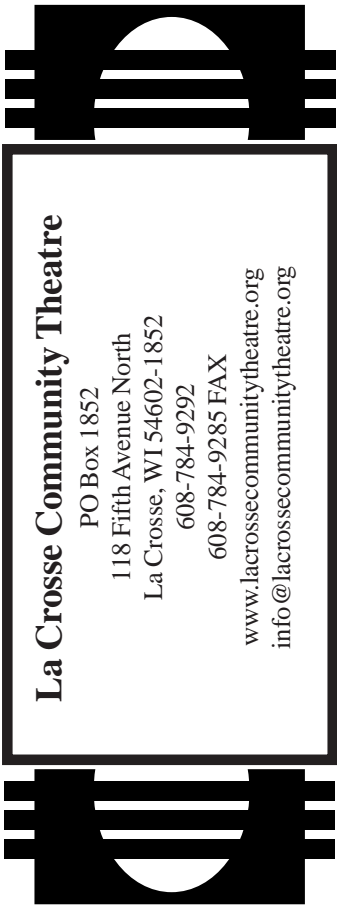 La Crosse Community Theatre
PO Box 1852
118 Fifth Avenue North
La Crosse, WI 54602-1852
608-784-9292
608-784-9285 FAX
www.lacrossecommunitytheatre.org
info@lacrossecommunitytheatre.org